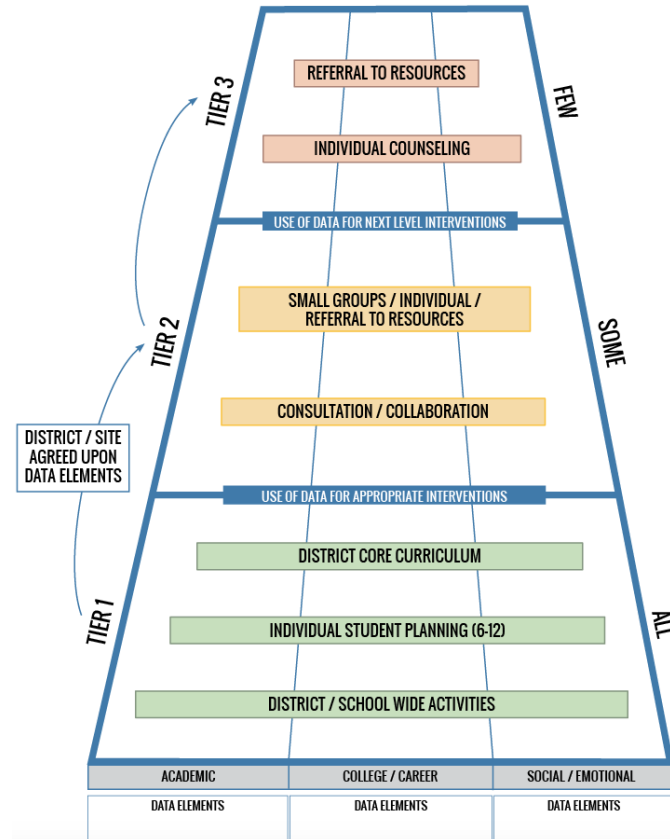 TIER 3
REFERRAL TO RESOURCES
FEW
INDIVIDUAL COUNSELING
USE OF DATA FOR NEXT LEVEL INTERVENTIONS
TIER 2
SMALL GROUPS / INDIVIDUAL /
REFERRAL TO RESOURCES
SOME
CONSULTATION / COLLABORATION
DISTRICT / SITE
AGREED UPON
DATA ELEMENTS
USE OF DATA FOR APPROPRIATE INTERVENTIONS
TIER 1
DISTRICT CORE CURRICULUM
ALL
INDIVIDUAL STUDENT PLANNING (6-12)
DISTRICT / SCHOOL WIDE ACTIVITIES
ACADEMIC
COLLEGE / CAREER
SOCIAL / EMOTIONAL
DATA ELEMENTS
DATA ELEMENTS
DATA ELEMENTS